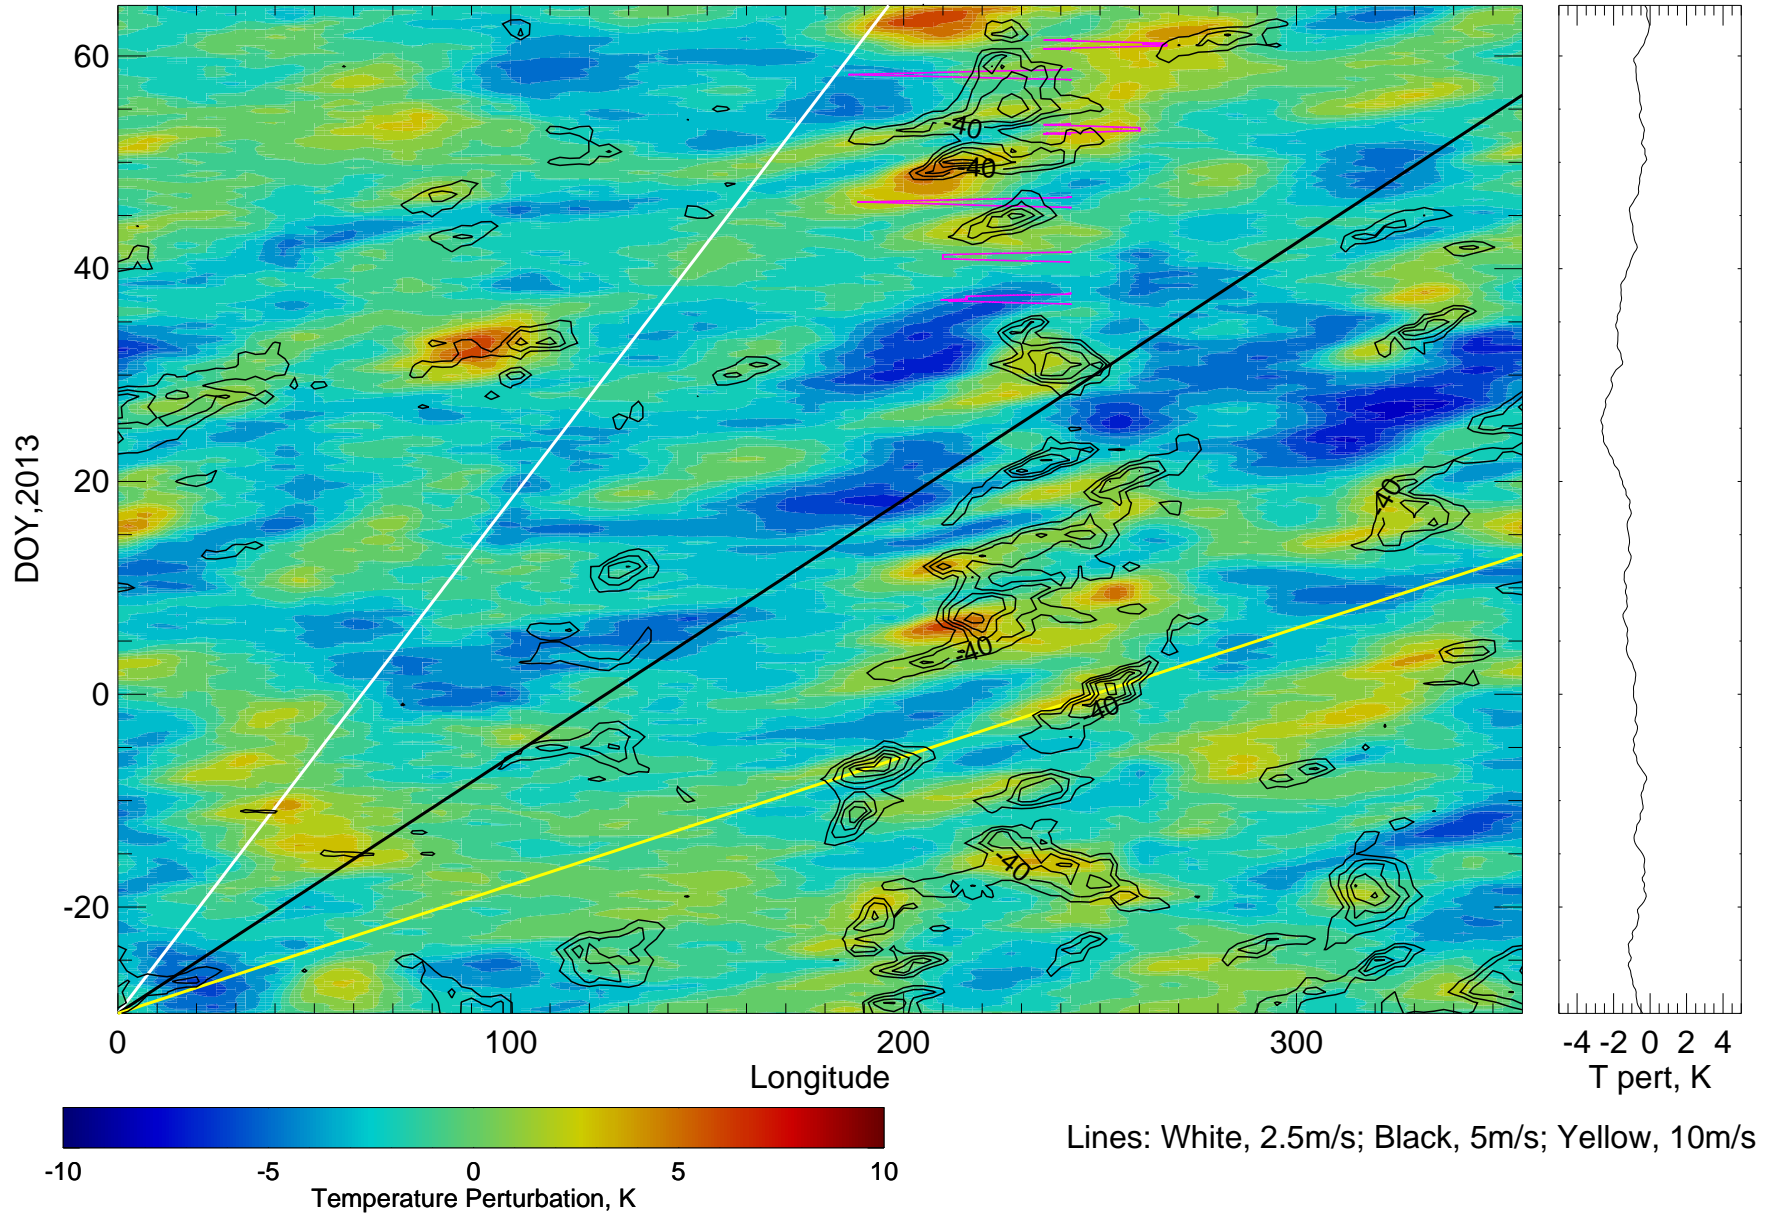 60
40
20
0
-20
DOY,2013
-40
-40
-40
-40
-40
-40
0 100 200 300
Longitude
-4 -2 0 2 4
T pert, K
-10 -5 0 5 10
Temperature Perturbation, K
Lines: White, 2.5m/s; Black, 5m/s; Yellow, 10m/s